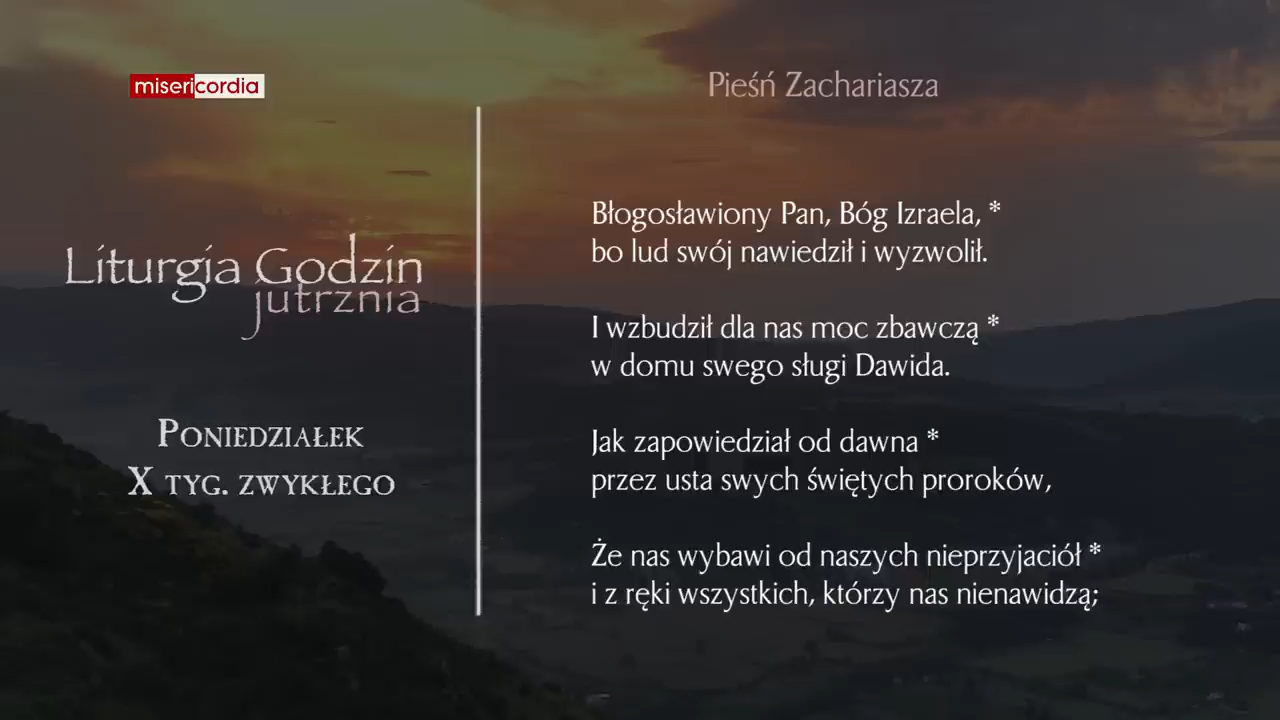 misericordia
Liturgia Godzin
jutrznia
Poniedziałek
X tyg. zwykłego
Pieśń Zachariasza
Błogosławiony Pan, Bóg Izraela, *
bo lud swój nawiedził i wyzwolił.
I wzbudził dla nas moc zbawczą *
w domu swego sługi Dawida.
Jak zapowiedział od dawna *
przez usta swych świętych proroków,
Że nas wybawi od naszych nieprzyjaciół *
i z ręki wszystkich, którzy nas nienawidzą;